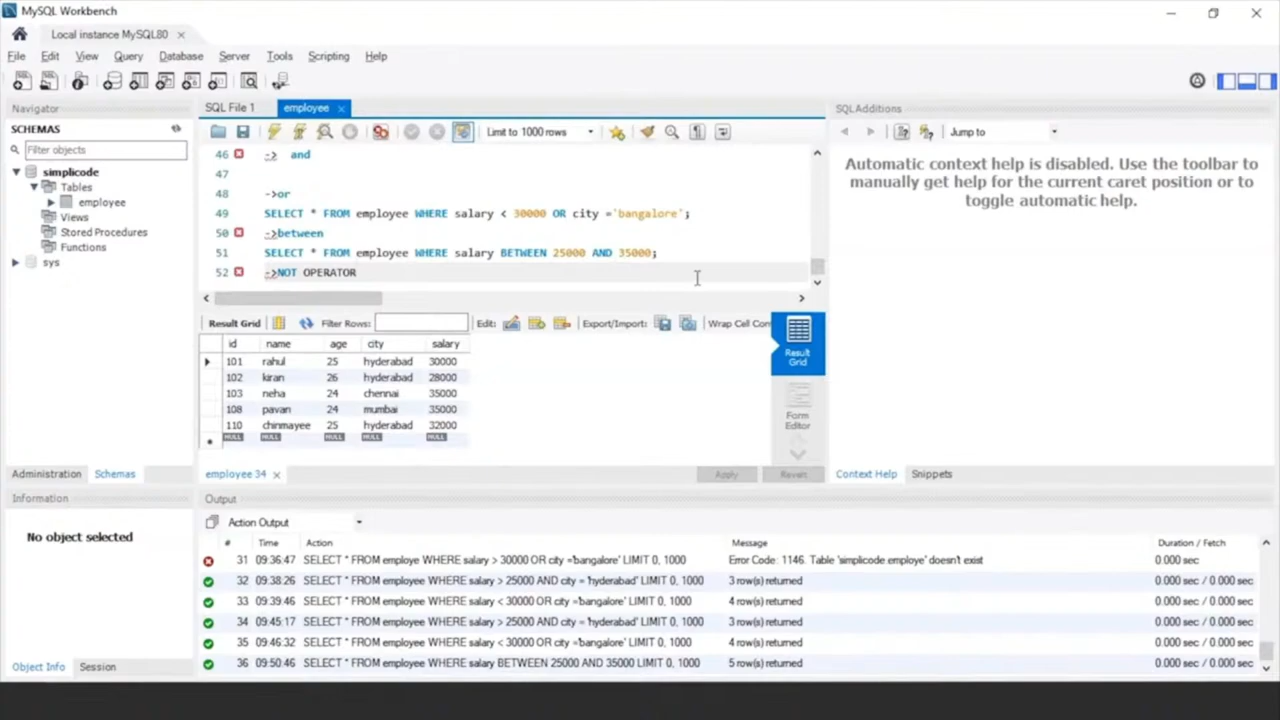 MySQL Workbench
Local instance MySQL80
File Edit View Query Database Server Tools Scripting Help
Navigator
SCHEMAS
Filter objects
simplicode
Tables
employee
Views
Stored Procedures
Functions
sys
Administration Schemas
Information
No object selected
Object Info Session
SQL File 1 employee
Limit to 1000 rows
46 -> and
47
48 ->or
49 SELECT * FROM employee WHERE salary < 30000 OR city ='bangalore';
50 ->between
51 SELECT * FROM employee WHERE salary BETWEEN 25000 AND 35000;
52 ->NOT OPERATOR
Result Grid Filter Rows: Edit: Export/Import: Wrap Cell Con
id name age city salary
101 rahul 25 hyderabad 30000
102 kiran 26 hyderabad 28000
103 neha 24 chennai 35000
108 pavan 24 mumbai 35000
110 chinmayee 25 hyderabad 32000
NULL NULL NULL NULL NULL
Result Grid
Form Editor
employee 34 Apply Revert
SQLAdditions
Jump to
Automatic context help is disabled. Use the toolbar to
manually get help for the current caret position or to
toggle automatic help.
Context Help Snippets
Output
Action Output
# Time Action Message Duration / Fetch
31 09:36:47 SELECT * FROM employe WHERE salary > 30000 OR city ='bangalore' LIMIT 0, 1000 Error Code: 1146. Table 'simplicode employe' doesn't exist 0.000 sec
32 09:38:26 SELECT * FROM employee WHERE salary > 25000 AND city = 'hyderabad' LIMIT 0, 1000 3 row(s) returned 0.000 sec / 0.000 sec
33 09:39:46 SELECT * FROM employee WHERE salary < 30000 OR city ='bangalore' LIMIT 0, 1000 4 row(s) returned 0.000 sec / 0.000 sec
34 09:45:17 SELECT * FROM employee WHERE salary > 25000 AND city = 'hyderabad' LIMIT 0, 1000 3 row(s) returned 0.000 sec / 0.000 sec
35 09:46:32 SELECT * FROM employee WHERE salary < 30000 OR city ='bangalore' LIMIT 0, 1000 4 row(s) returned 0.000 sec / 0.000 sec
36 09:50:46 SELECT * FROM employee WHERE salary BETWEEN 25000 AND 35000 LIMIT 0, 1000 5 row(s) returned 0.000 sec / 0.000 sec